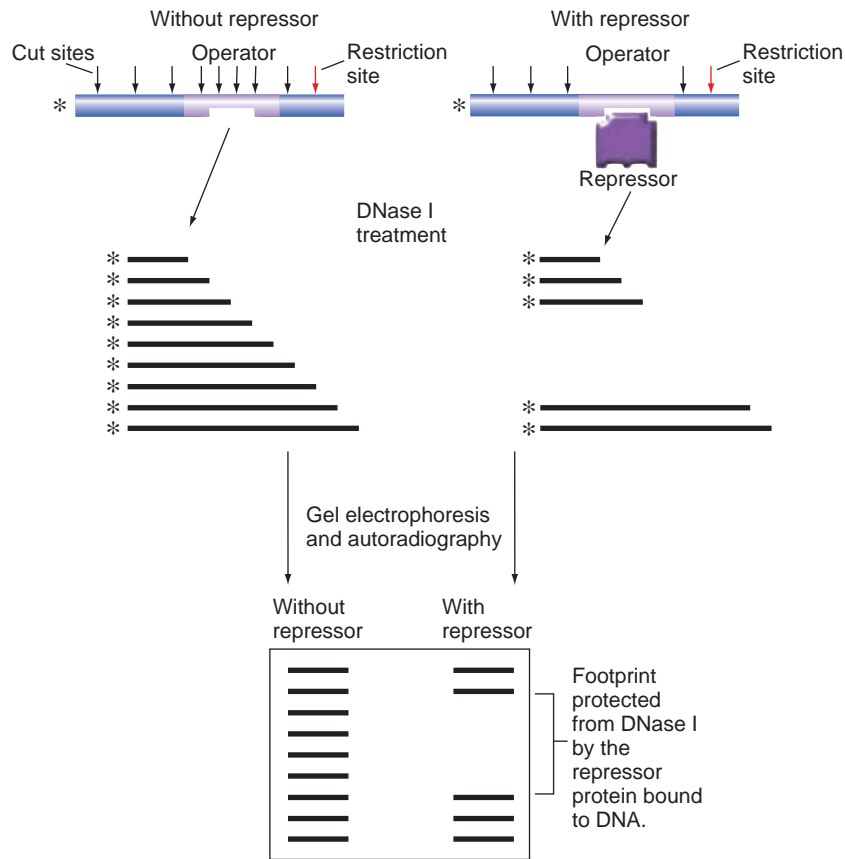 Without repressor
Cut sites
Operator
Restriction
site
*
With repressor
Operator
Restriction
site
*
Repressor
DNase I
treatment
*
*
*
*
*
*
*
*
*
*
*
*
*
*
Gel electrophoresis
and autoradiography
Without
repressor
With
repressor
Footprint
protected
from DNase I
by the
repressor
protein bound
to DNA.